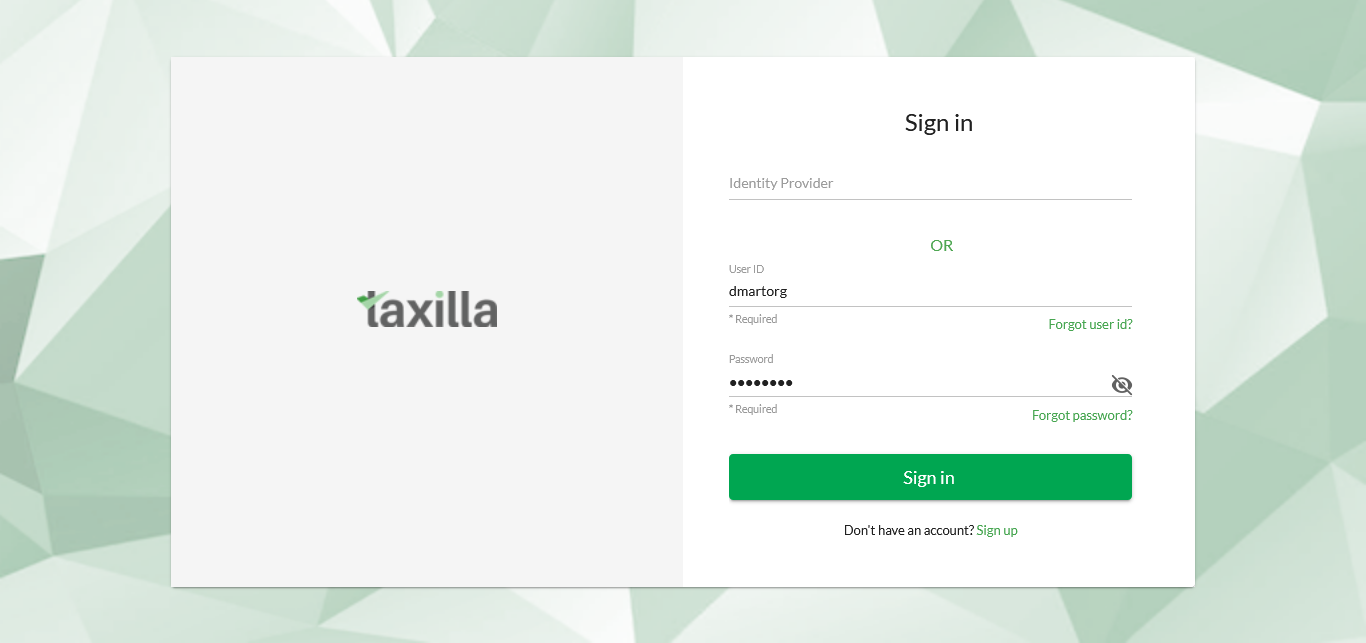 taxilla
Sign in
Identity Provider
OR
User ID
dmartorg
* Required
Forgot user id?
Password
••••••••
* Required
Forgot password?
Sign in
Don't have an account? Sign up